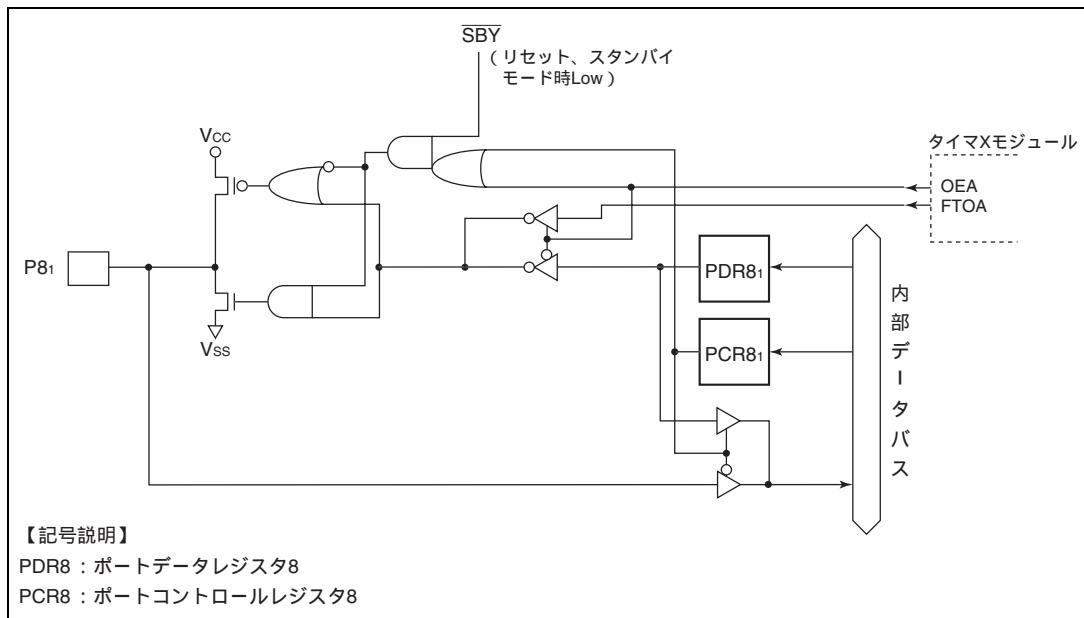 SBY
（リセット、スタンバイ
モード時Low）
VCC
タイマXモジュール
OEA
FTOA
P81
PDR81
内部データバス
PCR81
VSS
【記号説明】
PDR8：ポートデータレジスタ8
PCR8：ポートコントロールレジスタ8